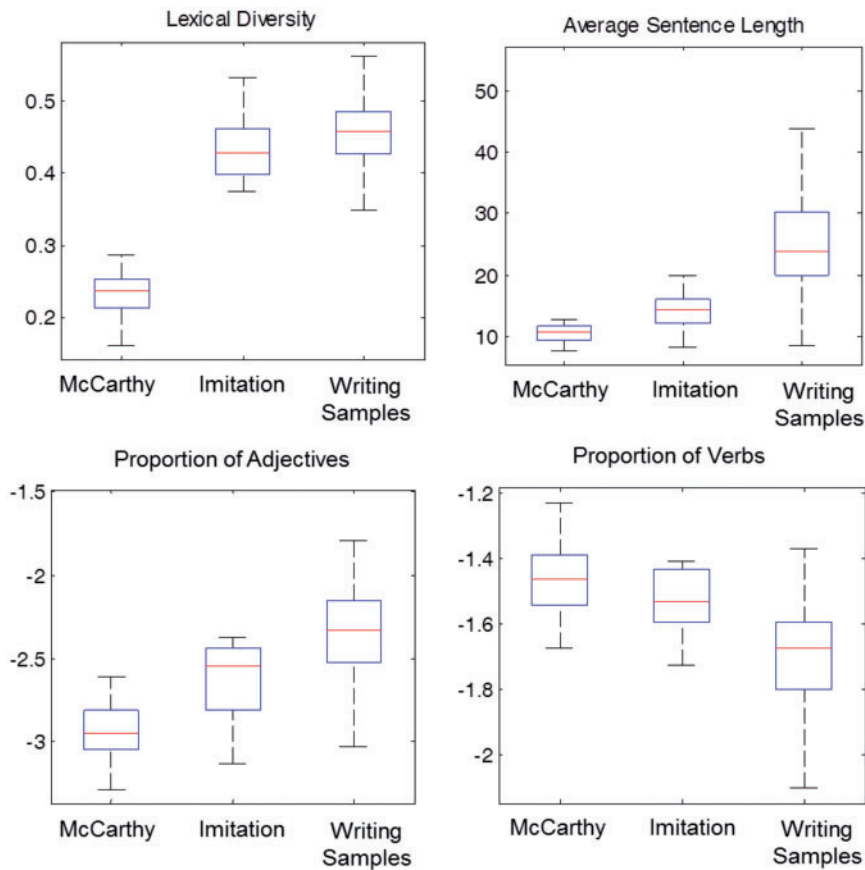 Lexical Diversity
0.5
0.4
0.3
0.2
McCarthy Imitation Writing
Samples
Average Sentence Length
50
40
30
20
10
McCarthy Imitation Writing
Samples
Proportion of Adjectives
-1.5
-2
-2.5
-3
McCarthy Imitation Writing
Samples
Proportion of Verbs
-1.2
-1.4
-1.6
-1.8
-2
McCarthy Imitation Writing
Samples